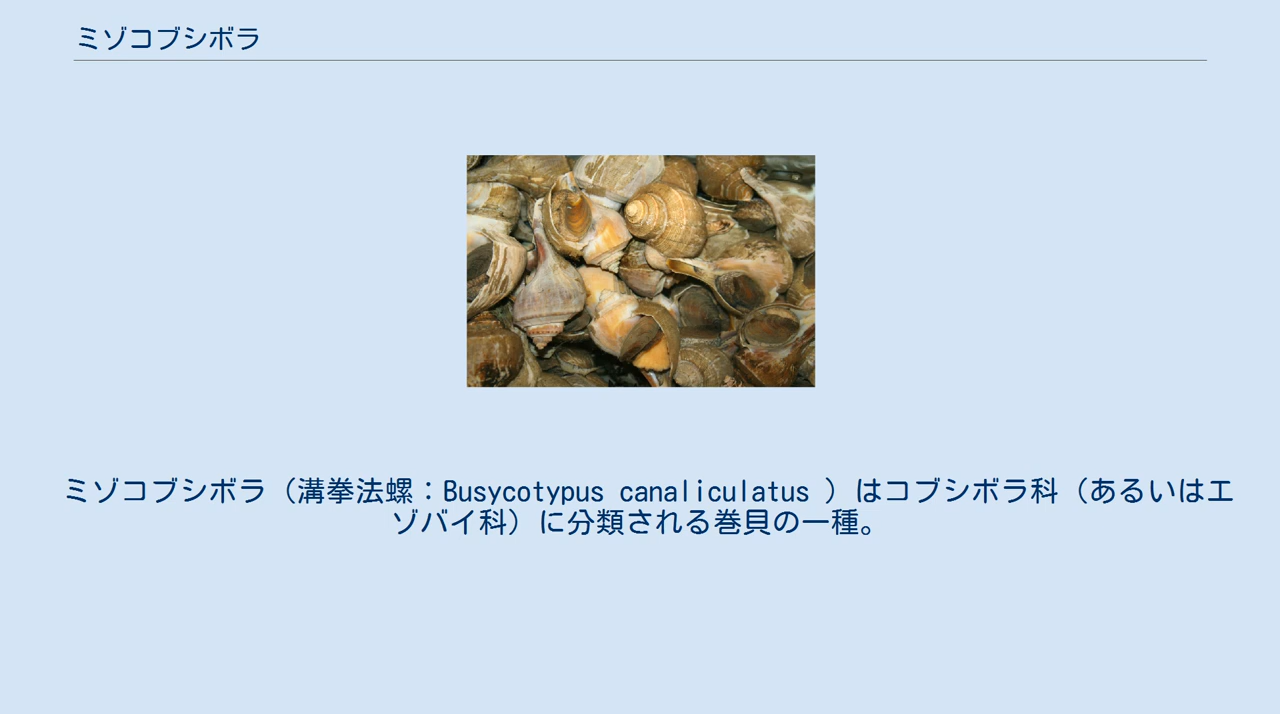 ミゾコブシボラ
ミゾコブシボラ（溝拳法螺：Busycotypus canaliculatus ）はコブシボラ科（あるいはエ
ゾバイ科）に分類される巻貝の一種。